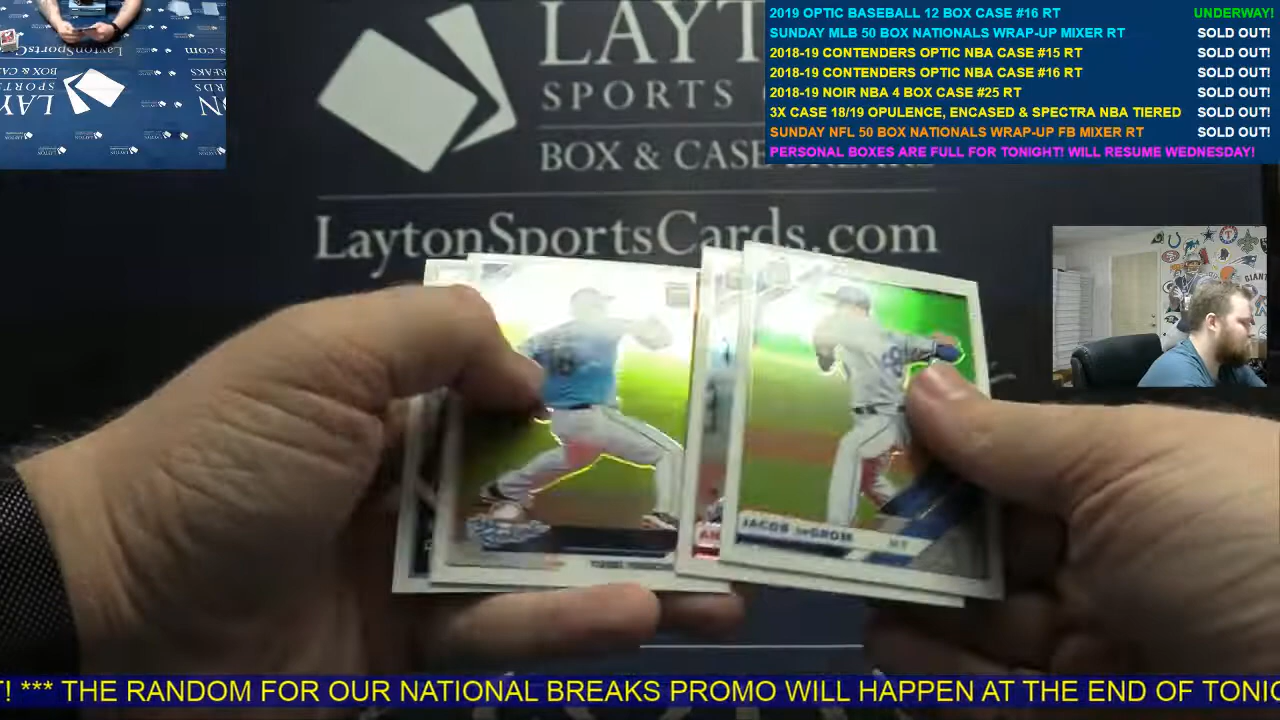 LAYT
SPORTS
BOX & CASE BREAKS
LaytonSportsCards.com
2019 OPTIC BASEBALL 12 BOX CASE #16 RT UNDERWAY!
SUNDAY MLB 50 BOX NATIONALS WRAP-UP MIXER RT SOLD OUT!
2018-19 CONTENDERS OPTIC NBA CASE #15 RT SOLD OUT!
2018-19 CONTENDERS OPTIC NBA CASE #16 RT SOLD OUT!
2018-19 NOIR NBA 4 BOX CASE #25 RT SOLD OUT!
3X CASE 18/19 OPULENCE, ENCASED & SPECTRA NBA TIERED SOLD OUT!
SUNDAY NFL 50 BOX NATIONALS WRAP-UP FB MIXER RT SOLD OUT!
PERSONAL BOXES ARE FULL FOR TONIGHT! WILL RESUME WEDNESDAY!
JACOB deGROM
T! *** THE RANDOM FOR OUR NATIONAL BREAKS PROMO WILL HAPPEN AT THE END OF TONIG